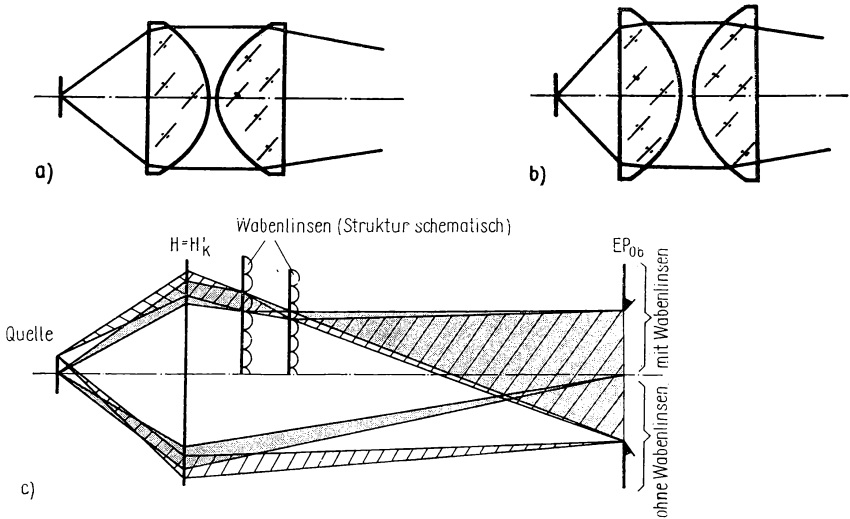 a)
b)
Wabenlinsen (Struktur schematisch)
H=H'K
EPOb
Quelle
mit Wabenlinsen
ohne Wabenlinsen
c)